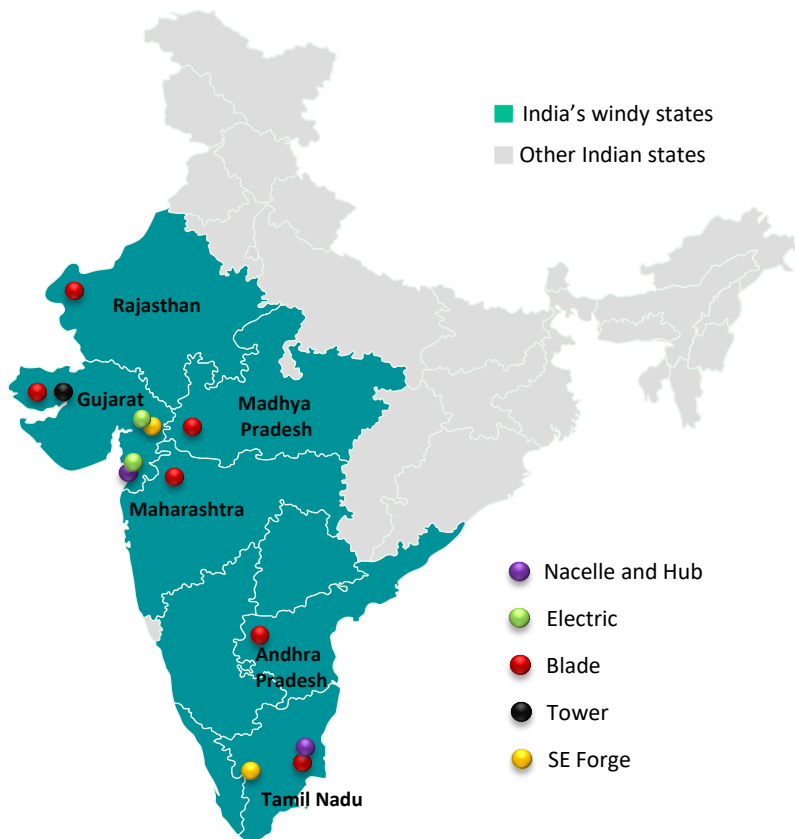 India’s windy states
Other Indian states
Rajasthan
Gujarat
Madhya
Pradesh
Maharashtra
Nacelle and Hub
Electric
Blade
Andhra
Pradesh
Tower
SE Forge
Tamil Nadu